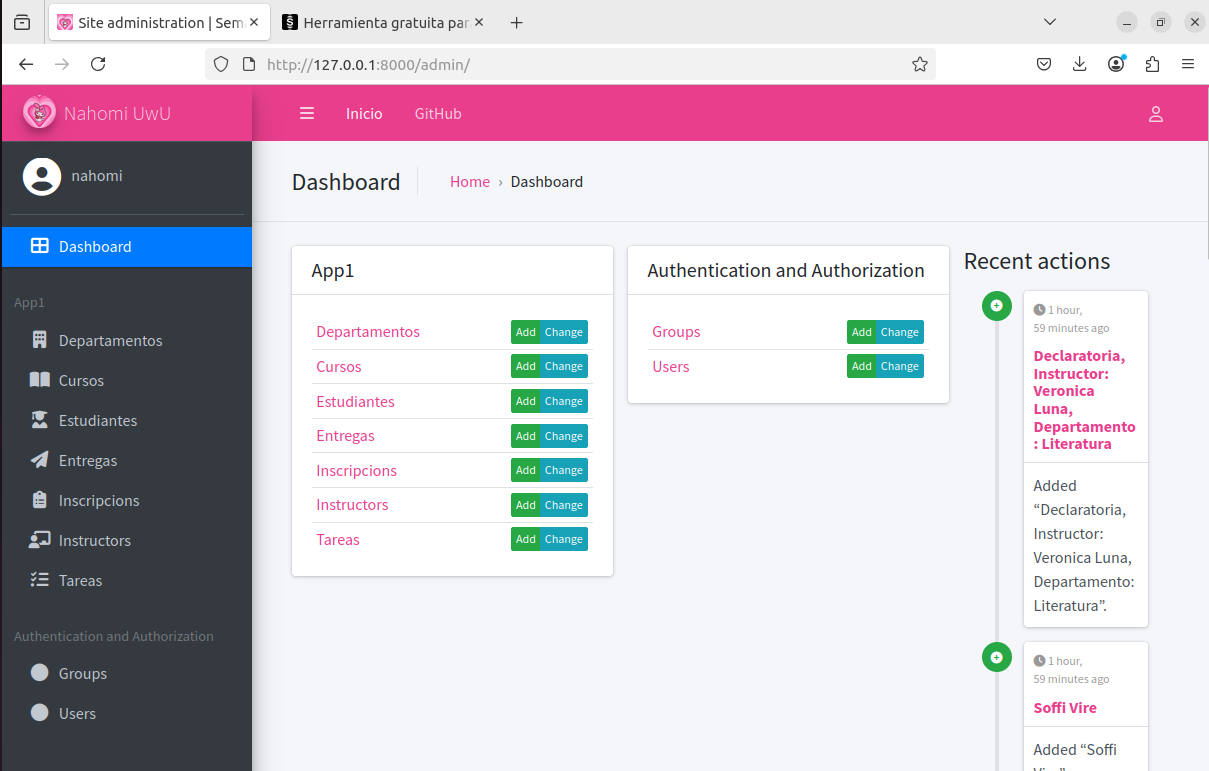 Site administration | Sem
Herramienta gratuita par
http://127.0.0.1:8000/admin/
Nahomi UwU
Inicio
GitHub
nahomi
Dashboard
Home › Dashboard
Dashboard
App1
Departamentos
Cursos
Estudiantes
Entregas
Inscripcions
Instructors
Tareas
Authentication and Authorization
Groups
Users
App1
Departamentos Add Change
Cursos Add Change
Estudiantes Add Change
Entregas Add Change
Inscripcions Add Change
Instructors Add Change
Tareas Add Change
Authentication and Authorization
Groups Add Change
Users Add Change
Recent actions
1 hour,
59 minutes ago
Declaratoria,
Instructor:
Veronica
Luna,
Departamento
: Literatura
Added
“Declaratoria,
Instructor:
Veronica Luna,
Departamento:
Literatura”.
1 hour,
59 minutes ago
Soffi Vire
Added “Soffi
Vire”